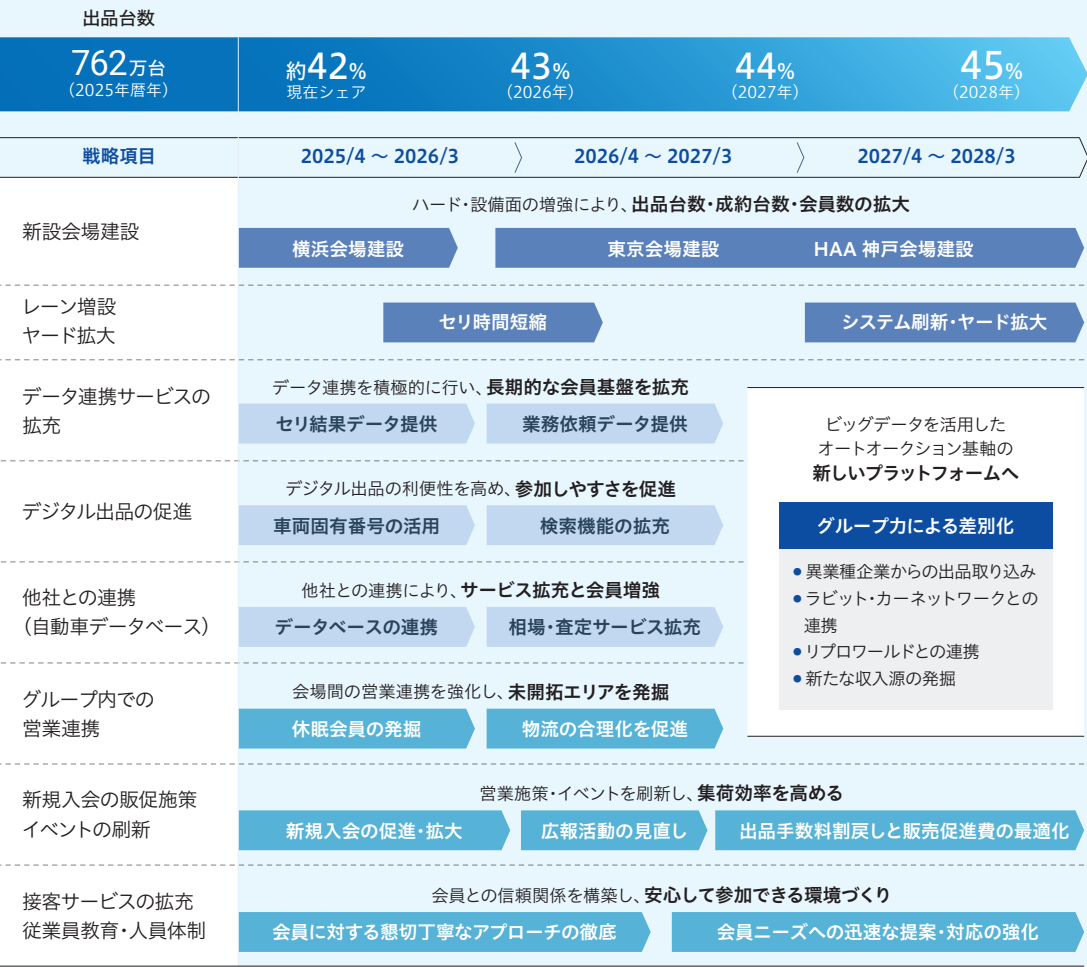 出品台数
762万台
（2025年暦年）
約42%
現在シェア
43%
（2026年）
44%
（2027年）
45%
（2028年）
戦略項目
2025/4 ～ 2026/3
2026/4 ～ 2027/3
2027/4 ～ 2028/3
新設会場建設
ハード・設備面の増強により、出品台数・成約台数・会員数の拡大
横浜会場建設
東京会場建設
HAA 神戸会場建設
レーン増設
ヤード拡大
セリ時間短縮
システム刷新・ヤード拡大
データ連携サービスの
拡充
データ連携を積極的に行い、長期的な会員基盤を拡充
セリ結果データ提供
業務依頼データ提供
デジタル出品の促進
デジタル出品の利便性を高め、参加しやすさを促進
車両固有番号の活用
検索機能の拡充
他社との連携
（自動車データベース）
他社との連携により、サービス拡充と会員増強
データベースの連携
相場・査定サービス拡充
グループ内での
営業連携
会場間の営業連携を強化し、未開拓エリアを発掘
休眠会員の発掘
物流の合理化を促進
ビッグデータを活用した
オートオークション基軸の
新しいプラットフォームへ
グループ力による差別化
●異業種企業からの出品取り込み
●ラビット・カーネットワークとの
連携
●リプロワールドとの連携
●新たな収入源の発掘
新規入会の販促施策
イベントの刷新
営業施策・イベントを刷新し、集荷効率を高める
新規入会の促進・拡大
広報活動の見直し
出品手数料割戻しと販売促進費の最適化
接客サービスの拡充
従業員教育・人員体制
会員との信頼関係を構築し、安心して参加できる環境づくり
会員に対する懇切丁寧なアプローチの徹底
会員ニーズへの迅速な提案・対応の強化